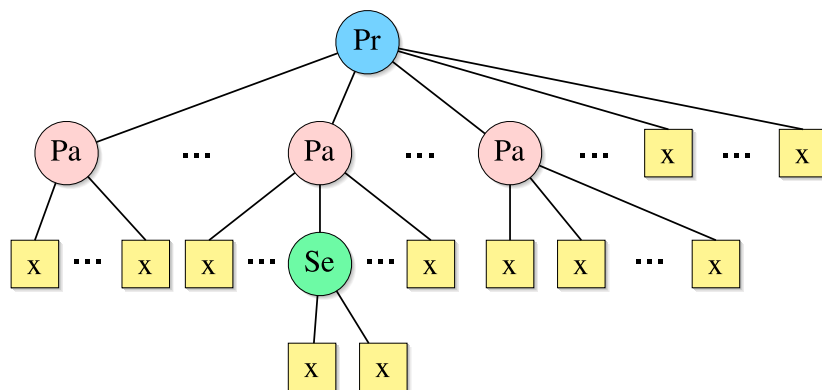 Pr
Pa ... Pa ... Pa ... x ... x
x ... x x ... Se ... x x x ... x
x x